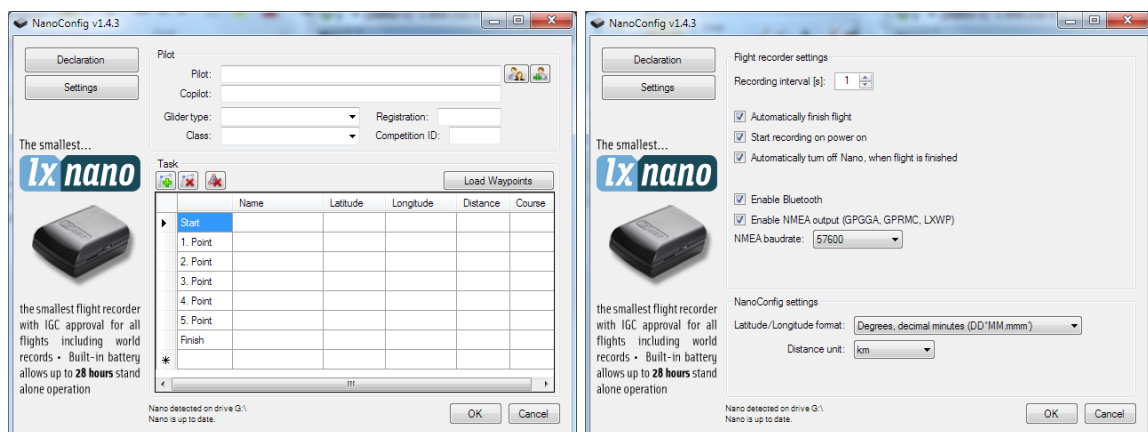 NanoConfig v1.4.3
Declaration
Settings
The smallest...
lx nano
the smallest flight recorder
with IGC approval for all
flights including world
records • Built-in battery
allows up to 28 hours stand
alone operation
Pilot
Pilot:
Copilot:
Glider type:
Registration:
Class:
Competition ID:
Task
Load Waypoints
Name Latitude Longitude Distance Course
Start
1. Point
2. Point
3. Point
4. Point
5. Point
Finish
Nano detected on drive G:\
Nano is up to date.
OK Cancel
NanoConfig v1.4.3
Declaration
Settings
The smallest...
lx nano
the smallest flight recorder
with IGC approval for all
flights including world
records • Built-in battery
allows up to 28 hours stand
alone operation
Flight recorder settings
Recording interval [s]: 1
Automatically finish flight
Start recording on power on
Automatically turn off Nano, when flight is finished
Enable Bluetooth
Enable NMEA output (GPGGA, GPRMC, LXWP)
NMEA baudrate: 57600
NanoConfig settings
Latitude/Longitude format: Degrees, decimal minutes (DD°MM.mmm')
Distance unit: km
Nano detected on drive G:\
Nano is up to date.
OK Cancel